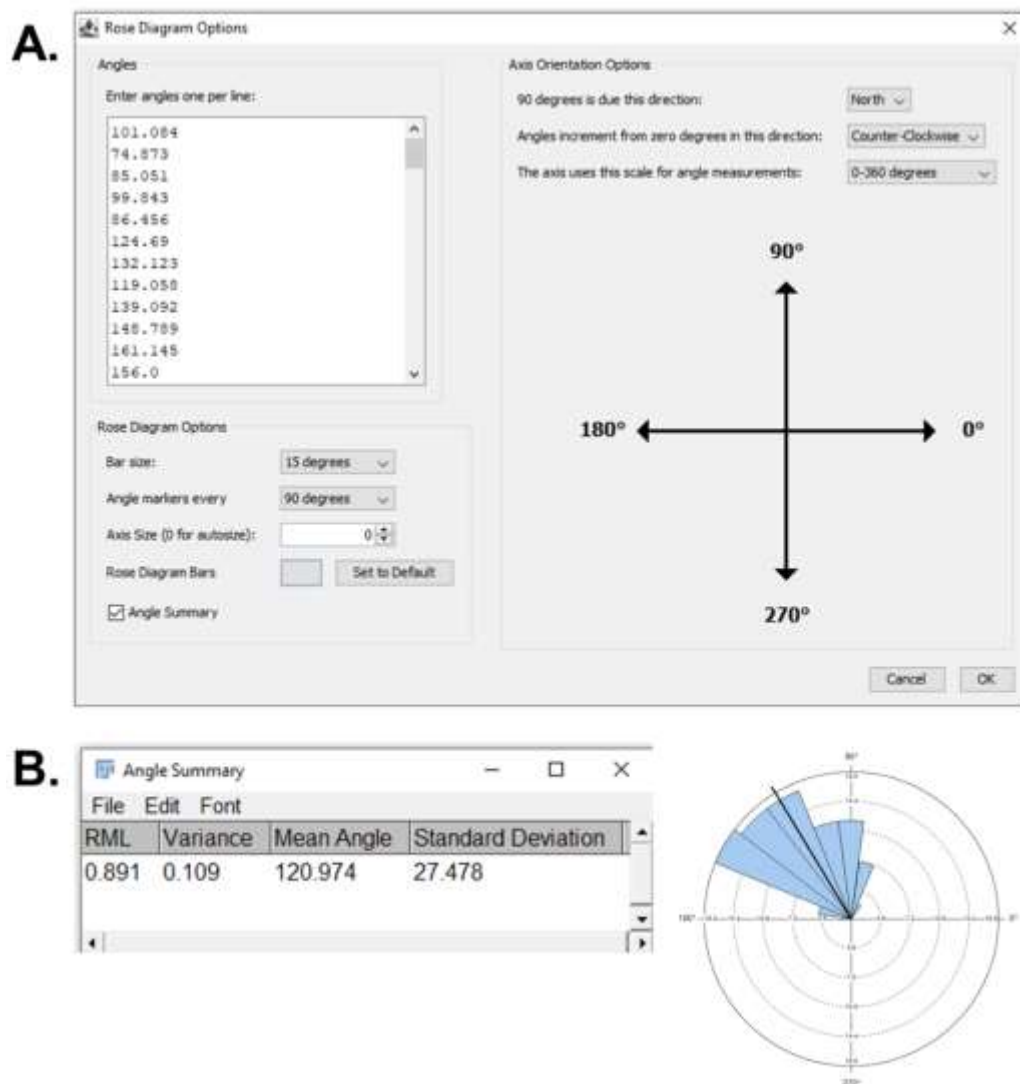 A.
Rose Diagram Options
Angles
Enter angles one per line:
101.084
74.873
85.051
99.843
86.456
124.69
132.123
119.058
139.092
148.789
161.145
156.0
Rose Diagram Options
Bar size: 15 degrees
Angle markers every 90 degrees
Axis Size (0 for autosize): 0
Rose Diagram Bars Set to Default
Angle Summary
Axis Orientation Options
90 degrees is due this direction: North
Angles increment from zero degrees in this direction: Counter-Clockwise
The axis uses this scale for angle measurements: 0-360 degrees
90°
180° 0°
270°
Cancel OK
B.
Angle Summary
File Edit Font
RML Variance Mean Angle Standard Deviation
0.891 0.109 120.974 27.478
90°
180° 0°